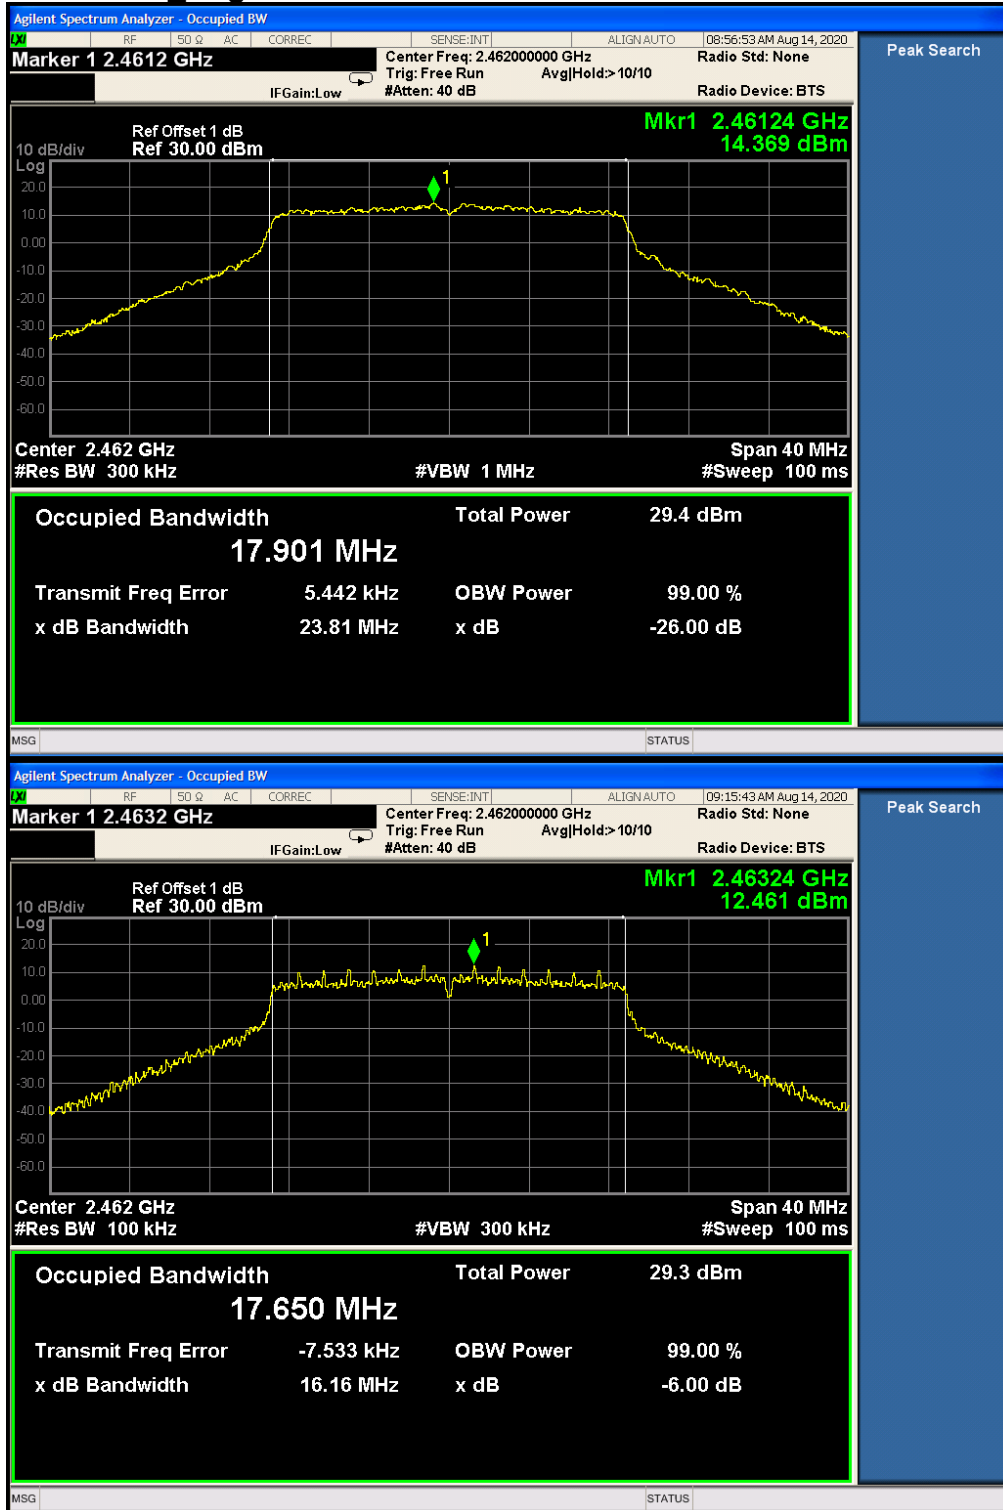 Agilent Spectrum Analyzer - Occupied BW
LXI RF 50 Ω AC CORREC SENSE:INT ALIGN AUTO 08:56:53 AM Aug 14, 2020
Marker 1 2.4612 GHz Center Freq: 2.462000000 GHz Radio Std: None Peak Search
Trig: Free Run Avg|Hold:> 10/10
IFGain:Low #Atten: 40 dB Radio Device: BTS
Mkr1 2.46124 GHz
Ref Offset 1 dB 14.369 dBm
10 dB/div Ref 30.00 dBm
Log
1
20.0
10.0
0.00
-10.0
-20.0
-30.0
-40.0
-50.0
-60.0
Center 2.462 GHz Span 40 MHz
#Res BW 300 kHz #VBW 1 MHz #Sweep 100 ms
Occupied Bandwidth Total Power 29.4 dBm
17.901 MHz
Transmit Freq Error 5.442 kHz OBW Power 99.00 %
x dB Bandwidth 23.81 MHz x dB -26.00 dB
MSG STATUS
Agilent Spectrum Analyzer - Occupied BW
LXI RF 50 Ω AC CORREC SENSE:INT ALIGN AUTO 09:15:43 AM Aug 14, 2020
Marker 1 2.4632 GHz Center Freq: 2.462000000 GHz Radio Std: None Peak Search
Trig: Free Run Avg|Hold:> 10/10
IFGain:Low #Atten: 40 dB Radio Device: BTS
Mkr1 2.46324 GHz
Ref Offset 1 dB 12.461 dBm
10 dB/div Ref 30.00 dBm
Log
1
20.0
10.0
0.00
-10.0
-20.0
-30.0
-40.0
-50.0
-60.0
Center 2.462 GHz Span 40 MHz
#Res BW 100 kHz #VBW 300 kHz #Sweep 100 ms
Occupied Bandwidth Total Power 29.3 dBm
17.650 MHz
Transmit Freq Error -7.533 kHz OBW Power 99.00 %
x dB Bandwidth 16.16 MHz x dB -6.00 dB
MSG STATUS